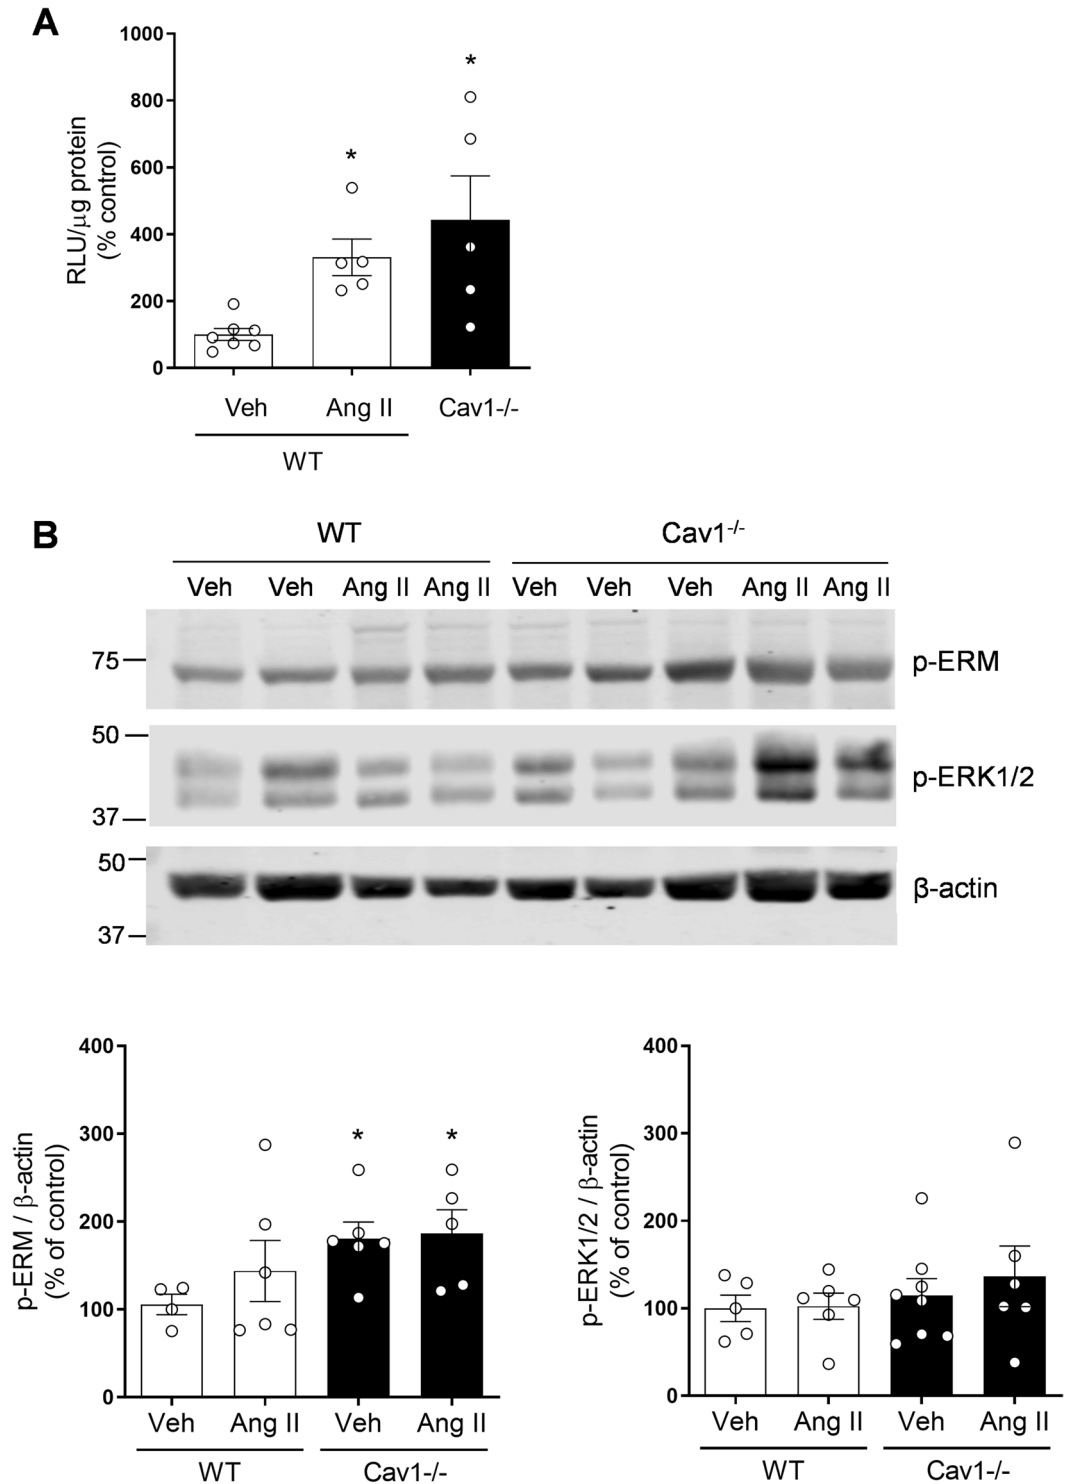 A
1000
800
600
400
200
0
RLU/μg protein
(% control)
*
*
Veh Ang II Cav1-/-
WT
B
WT Cav1-/-
Veh Veh Ang II Ang II Veh Veh Veh Ang II Ang II
75
p-ERM
50
37
p-ERK1/2
50
37
β-actin
400
300
200
100
0
p-ERM / β-actin
(% of control)
* *
Veh Ang II Veh Ang II
WT Cav1-/-
400
300
200
100
0
p-ERK1/2 / β-actin
(% of control)
Veh Ang II Veh Ang II
WT Cav1-/-